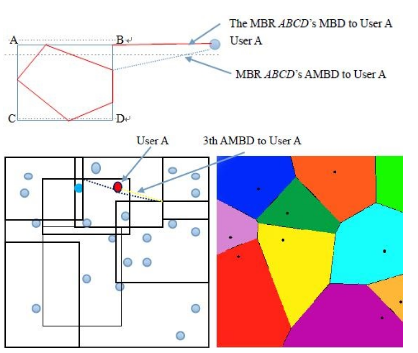 A
B
The MBR ABCD's MBD to User A
User A
MBR ABCD's AMBD to User A
C
D
User A
3th AMBD to User A